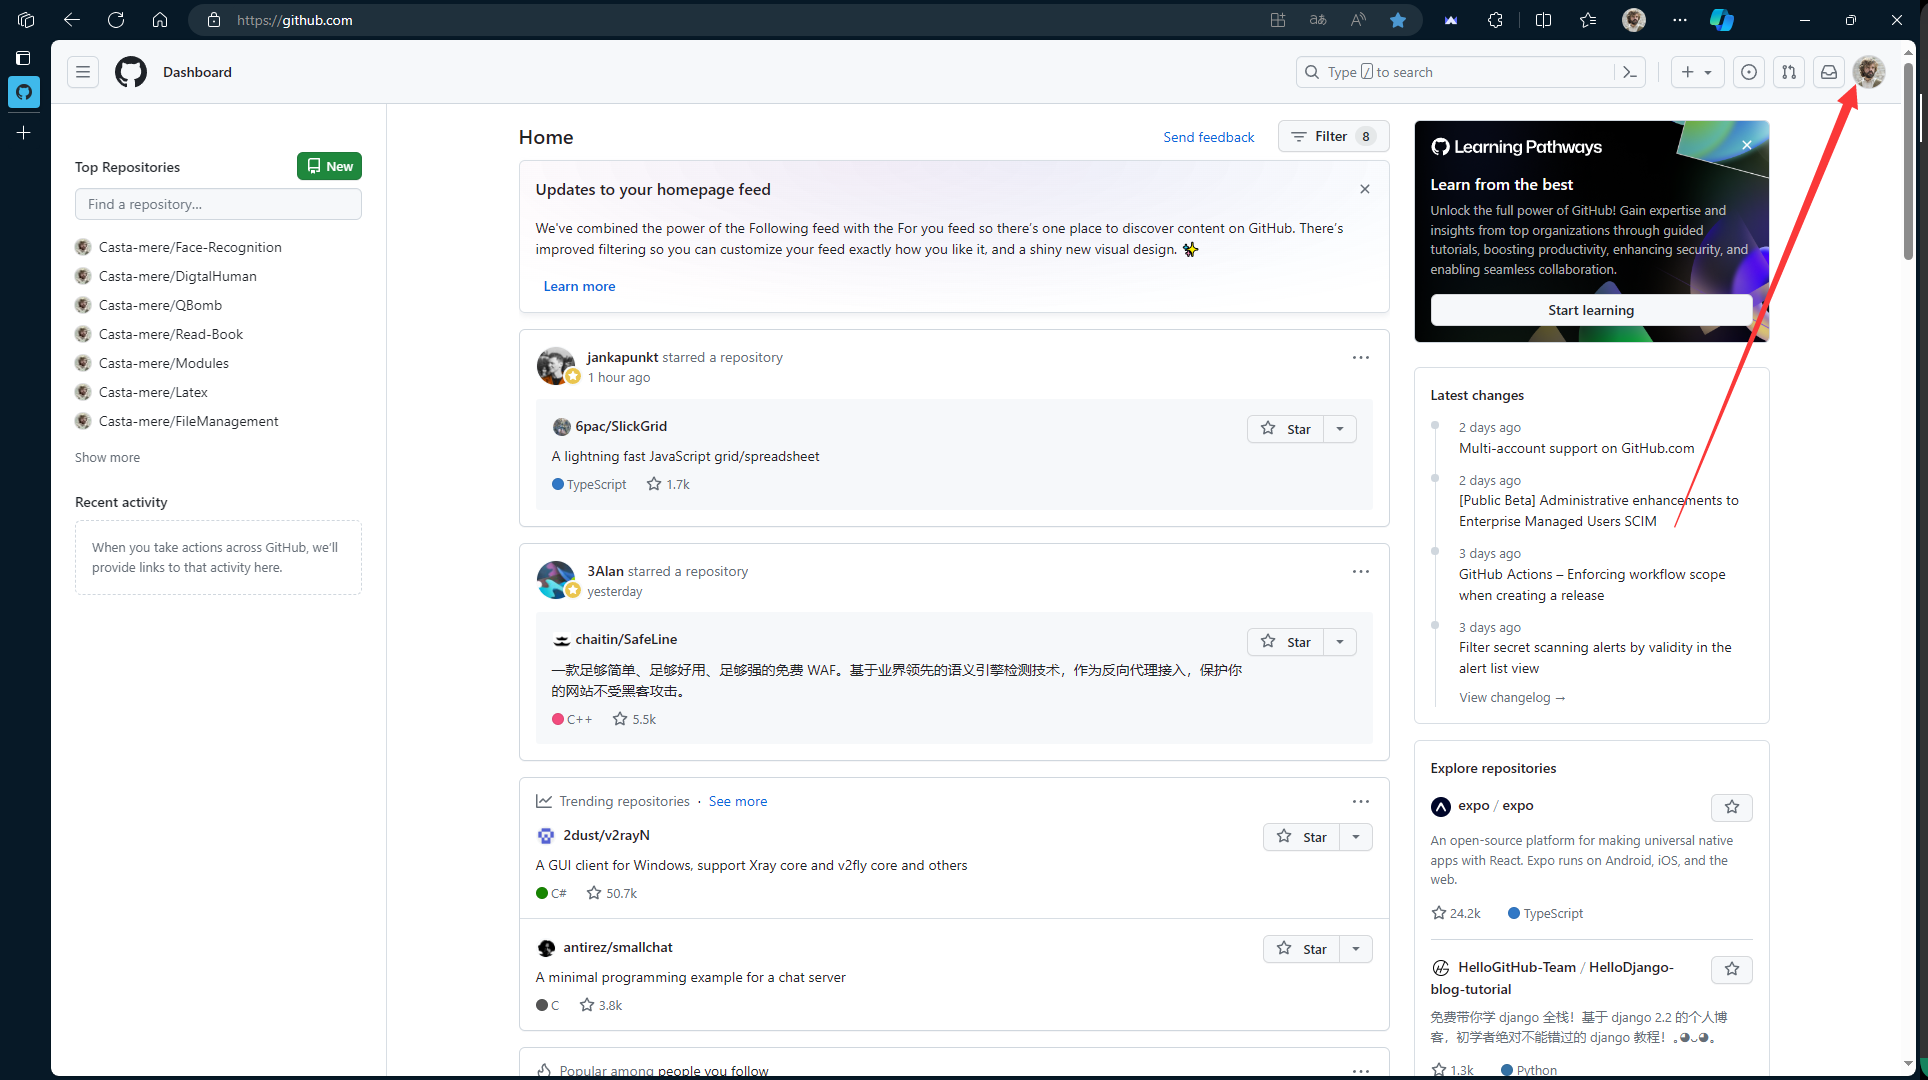 https://github.com
Dashboard
Type / to search
Top Repositories
New
Find a repository...
Casta-mere/Face-Recognition
Casta-mere/DigtalHuman
Casta-mere/QBomb
Casta-mere/Read-Book
Casta-mere/Modules
Casta-mere/Latex
Casta-mere/FileManagement
Show more
Recent activity
When you take actions across GitHub, we'll
provide links to that activity here.
Home
Send feedback
Filter 8
Updates to your homepage feed
We've combined the power of the Following feed with the For you feed so there's one place to discover content on GitHub. There's
improved filtering so you can customize your feed exactly how you like it, and a shiny new visual design. ✨
Learn more
jankapunkt starred a repository
1 hour ago
6pac/SlickGrid
Star
A lightning fast JavaScript grid/spreadsheet
TypeScript 1.7k
3Alan starred a repository
yesterday
chaitin/SafeLine
Star
一款足够简单、足够好用、足够强的免费 WAF。基于业界领先的语义引擎检测技术，作为反向代理接入，保护你
的网站不受黑客攻击。
C++ 5.5k
Trending repositories · See more
2dust/v2rayN
Star
A GUI client for Windows, support Xray core and v2fly core and others
C# 50.7k
antirez/smallchat
Star
A minimal programming example for a chat server
C 3.8k
Popular among people you follow
Learning Pathways
Learn from the best
Unlock the full power of GitHub! Gain expertise and
insights from top organizations through guided
tutorials, boosting productivity, enhancing security, and
enabling seamless collaboration.
Start learning
Latest changes
2 days ago
Multi-account support on GitHub.com
2 days ago
[Public Beta] Administrative enhancements to
Enterprise Managed Users SCIM
3 days ago
GitHub Actions – Enforcing workflow scope
when creating a release
3 days ago
Filter secret scanning alerts by validity in the
alert list view
View changelog →
Explore repositories
expo / expo
An open-source platform for making universal native
apps with React. Expo runs on Android, iOS, and the
web.
24.2k TypeScript
HelloGitHub-Team / HelloDjango-
blog-tutorial
免费带你学 django 全栈！基于 django 2.2 的个人博
客，初学者绝对不能错过的 django 教程！｡◕‿◕｡
1.3k Python